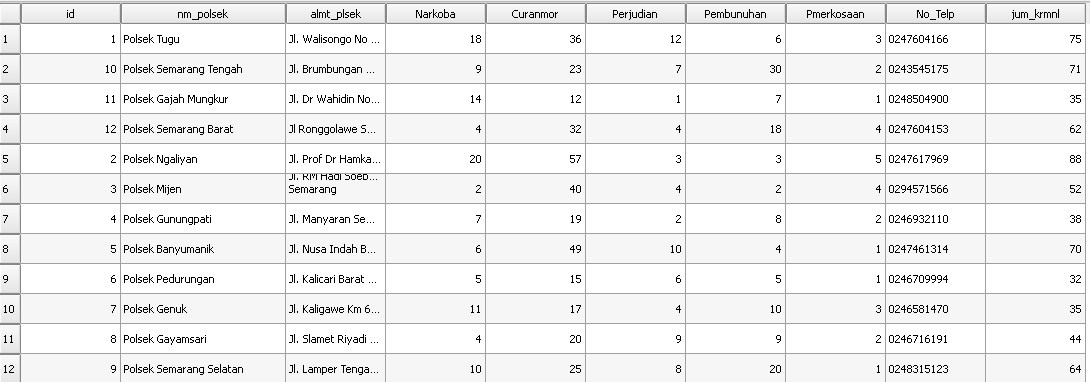 id nm_polsek almt_plsek Narkoba Curanmor Perjudian Pembunuhan Pmerkosaan No_Telp jum_krmnl
1 1 Polsek Tugu Jl. Walisongo No ... 18 36 12 6 3 0247604166 75
2 10 Polsek Semarang Tengah Jl. Brumbungan ... 9 23 7 30 2 0243545175 71
3 11 Polsek Gajah Mungkur Jl. Dr Wahidin No... 14 12 1 7 1 0248504900 35
4 12 Polsek Semarang Barat Jl Ronggolawe S... 4 32 4 18 4 0247604153 62
5 2 Polsek Ngaliyan Jl. Prof Dr Hamka... 20 57 3 3 5 0247617969 88
Jl. RM Hadi Soeb...
6 3 Polsek Mijen Semarang 2 40 4 2 4 0294571566 52
7 4 Polsek Gunungpati Jl. Manyaran Se... 7 19 2 8 2 0246932110 38
8 5 Polsek Banyumanik Jl. Nusa Indah B... 6 49 10 4 1 0247461314 70
9 6 Polsek Pedurungan Jl. Kalicari Barat ... 5 15 6 5 1 0246709994 32
10 7 Polsek Genuk Jl. Kaligawe Km 6... 11 17 4 10 3 0246581470 35
11 8 Polsek Gayamsari Jl. Slamet Riyadi ... 4 20 9 9 2 0246716191 44
12 9 Polsek Semarang Selatan Jl. Lamper Tenga... 10 25 8 20 1 0248315123 64